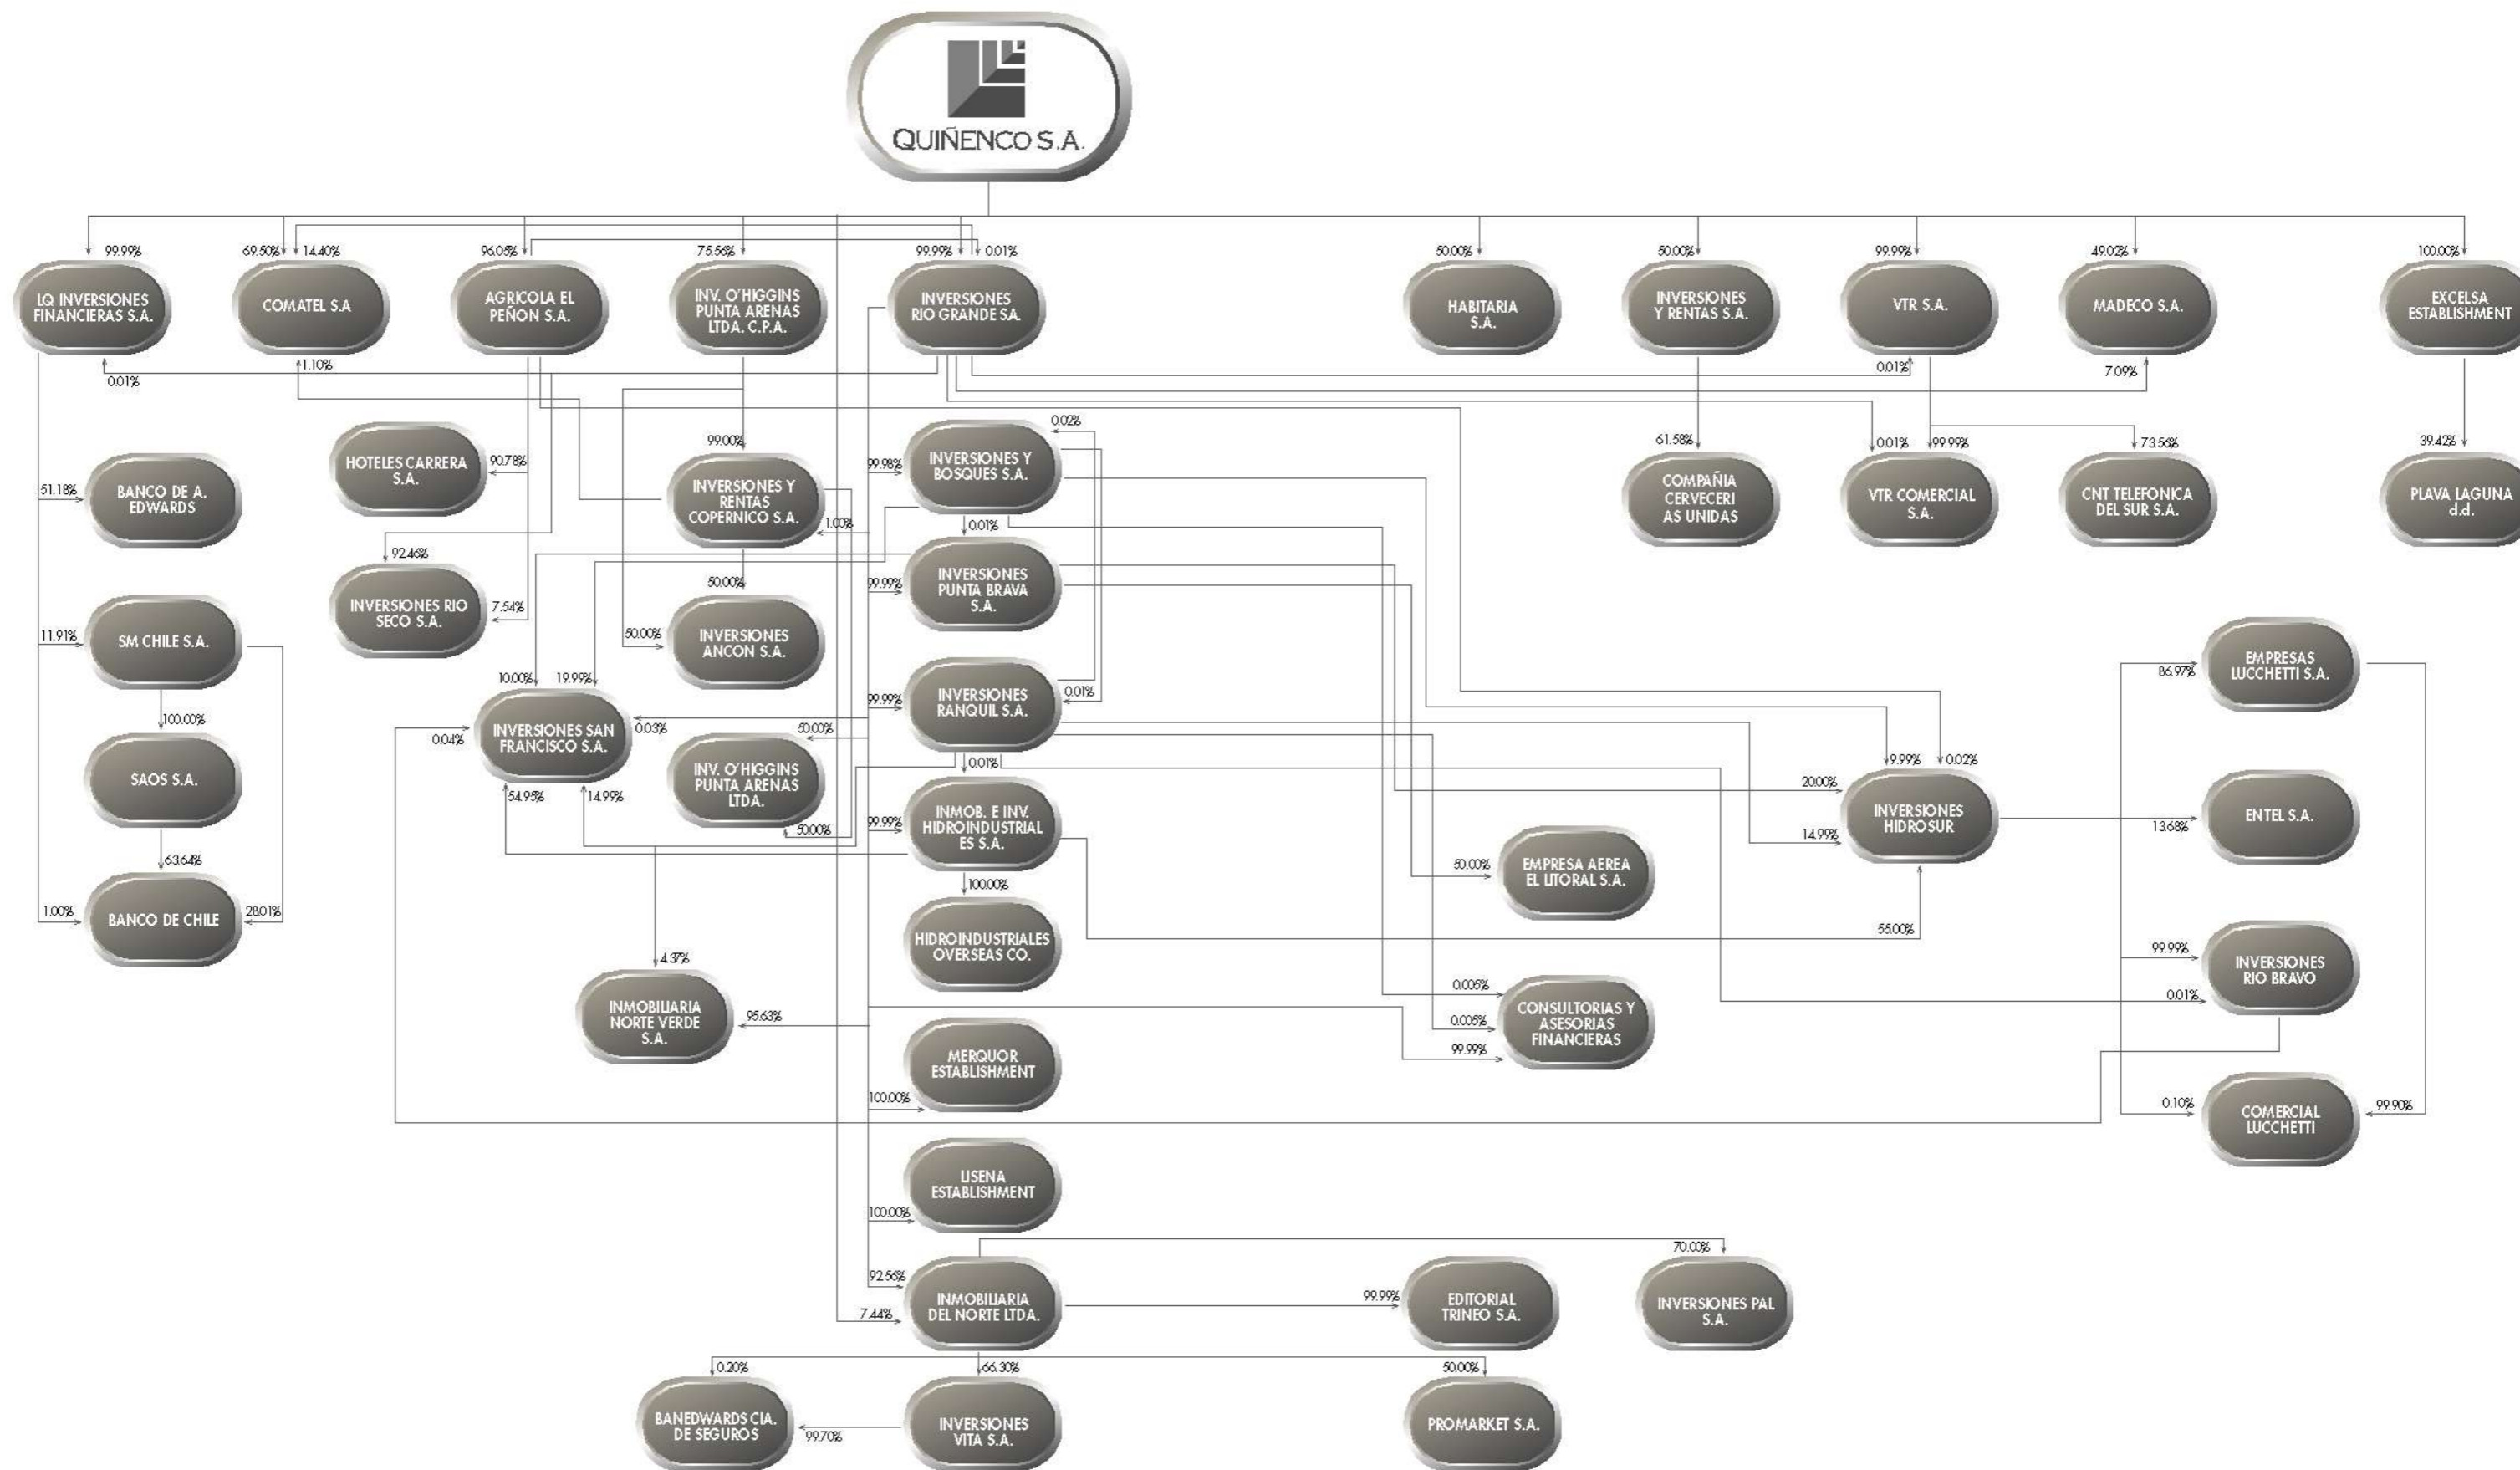 QUIÑENCO S.A.
99.99%
69.50%
14.40%
96.05%
75.56%
99.99%
0.01%
50.00%
50.00%
99.99%
49.02%
100.00%
LQ INVERSIONES
FINANCIERAS S.A.
COMATEL S.A
AGRICOLA EL
PEÑON S.A.
INV. O'HIGGINS
PUNTA ARENAS
LTDA. C.P.A.
INVERSIONES
RIO GRANDE SA.
HABITARIA
S.A.
INVERSIONES
Y RENTAS S.A.
VTR S.A.
MADECO S.A.
EXCELSA
ESTABLISHMENT
0.01%
1.10%
0.01%
7.09%
0.02%
99.00%
61.58%
0.01%
99.99%
73.56%
39.42%
HOTELES CARRERA
S.A.
90.78%
99.98%
INVERSIONES Y
BOSQUES S.A.
51.18%
BANCO DE A.
EDWARDS
INVERSIONES Y
RENTAS
COPERNICO S.A.
1.00%
0.01%
COMPAÑIA
CERVECERI
AS UNIDAS
VTR COMERCIAL
S.A.
CNT TELEFONICA
DEL SUR S.A.
PLAVA LAGUNA
d.d.
92.46%
50.00%
99.99%
INVERSIONES
PUNTA BRAVA
S.A.
INVERSIONES RIO
SECO S.A.
7.54%
11.91%
SM CHILE S.A.
50.00%
INVERSIONES
ANCON S.A.
86.97%
EMPRESAS
LUCCHETTI S.A.
10.00%
19.99%
99.99%
INVERSIONES
RANQUIL S.A.
0.01%
100.00%
0.04%
INVERSIONES SAN
FRANCISCO S.A.
0.03%
50.00%
0.01%
9.99%
0.02%
SAOS S.A.
INV. O'HIGGINS
PUNTA ARENAS
LTDA.
54.95%
14.99%
20.00%
50.00%
99.99%
INMOB. E INV.
HIDROINDUSTRIAL
ES S.A.
INVERSIONES
HIDROSUR
14.99%
13.68%
ENTEL S.A.
63.64%
100.00%
50.00%
EMPRESA AEREA
EL LITORAL S.A.
1.00%
BANCO DE CHILE
28.01%
HIDROINDUSTRIALES
OVERSEAS CO.
55.00%
4.37%
99.99%
INVERSIONES
RIO BRAVO
0.01%
0.005%
INMOBILIARIA
NORTE VERDE
S.A.
95.63%
0.005%
CONSULTORIAS Y
ASESORIAS
FINANCIERAS
99.99%
MERQUOR
ESTABLISHMENT
100.00%
0.10%
COMERCIAL
LUCCHETTI
99.90%
LISENA
ESTABLISHMENT
100.00%
70.00%
92.56%
INMOBILIARIA
DEL NORTE LTDA.
7.44%
99.99%
EDITORIAL
TRINEO S.A.
INVERSIONES PAL
S.A.
0.20%
66.30%
50.00%
BANEDWARDS CIA.
DE SEGUROS
99.70%
INVERSIONES
VITA S.A.
PROMARKET S.A.